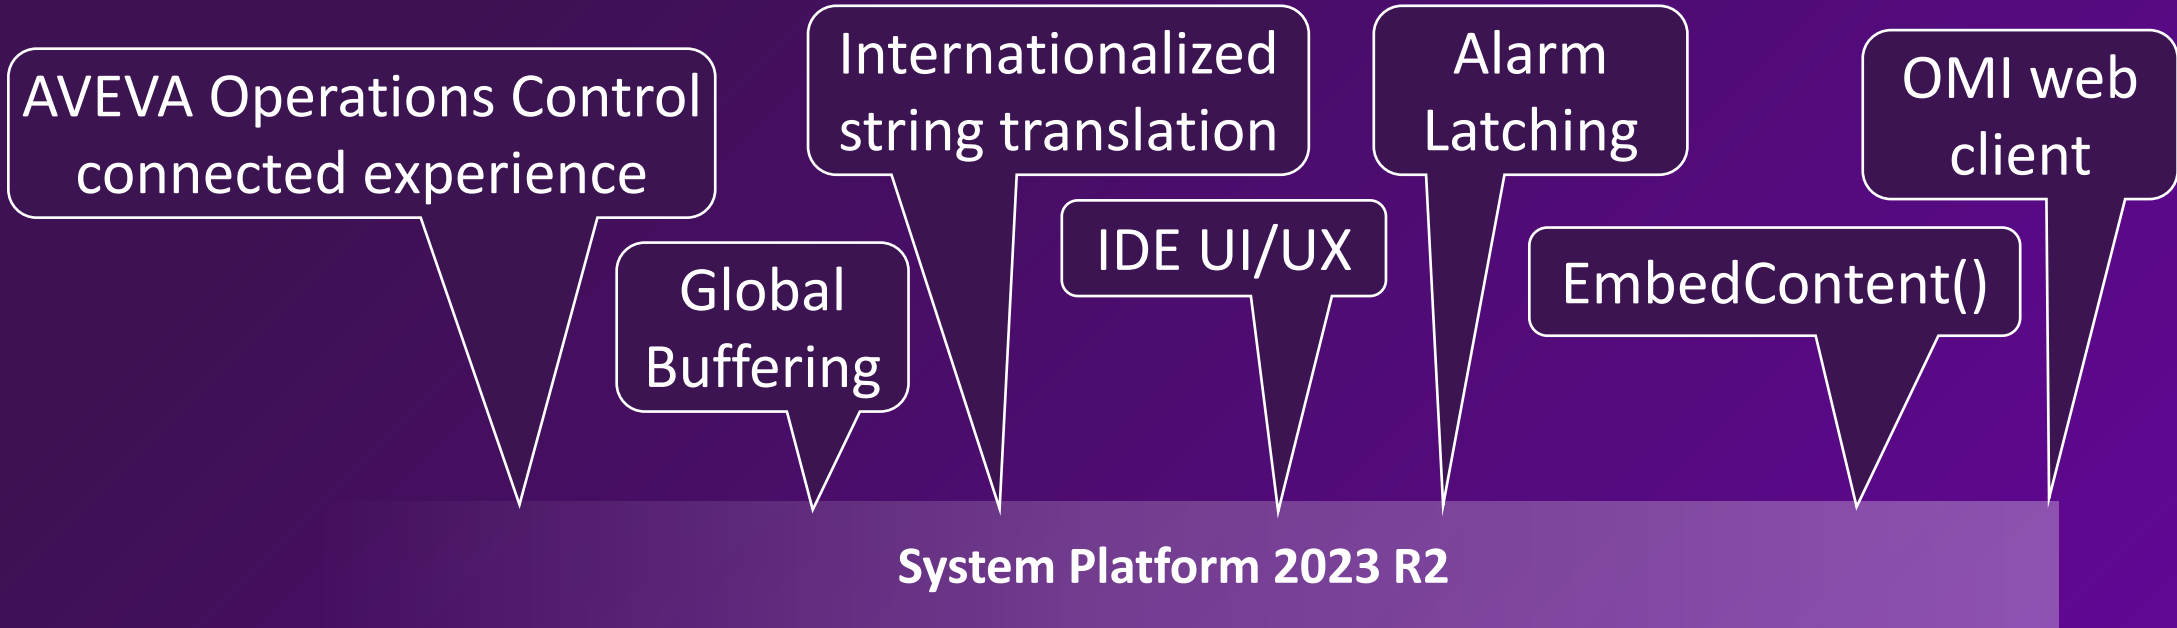 AVEVA Operations Control
connected experience
Global
Buffering
Internationalized
string translation
IDE UI/UX
Alarm
Latching
EmbedContent()
OMI web
client
System Platform 2023 R2